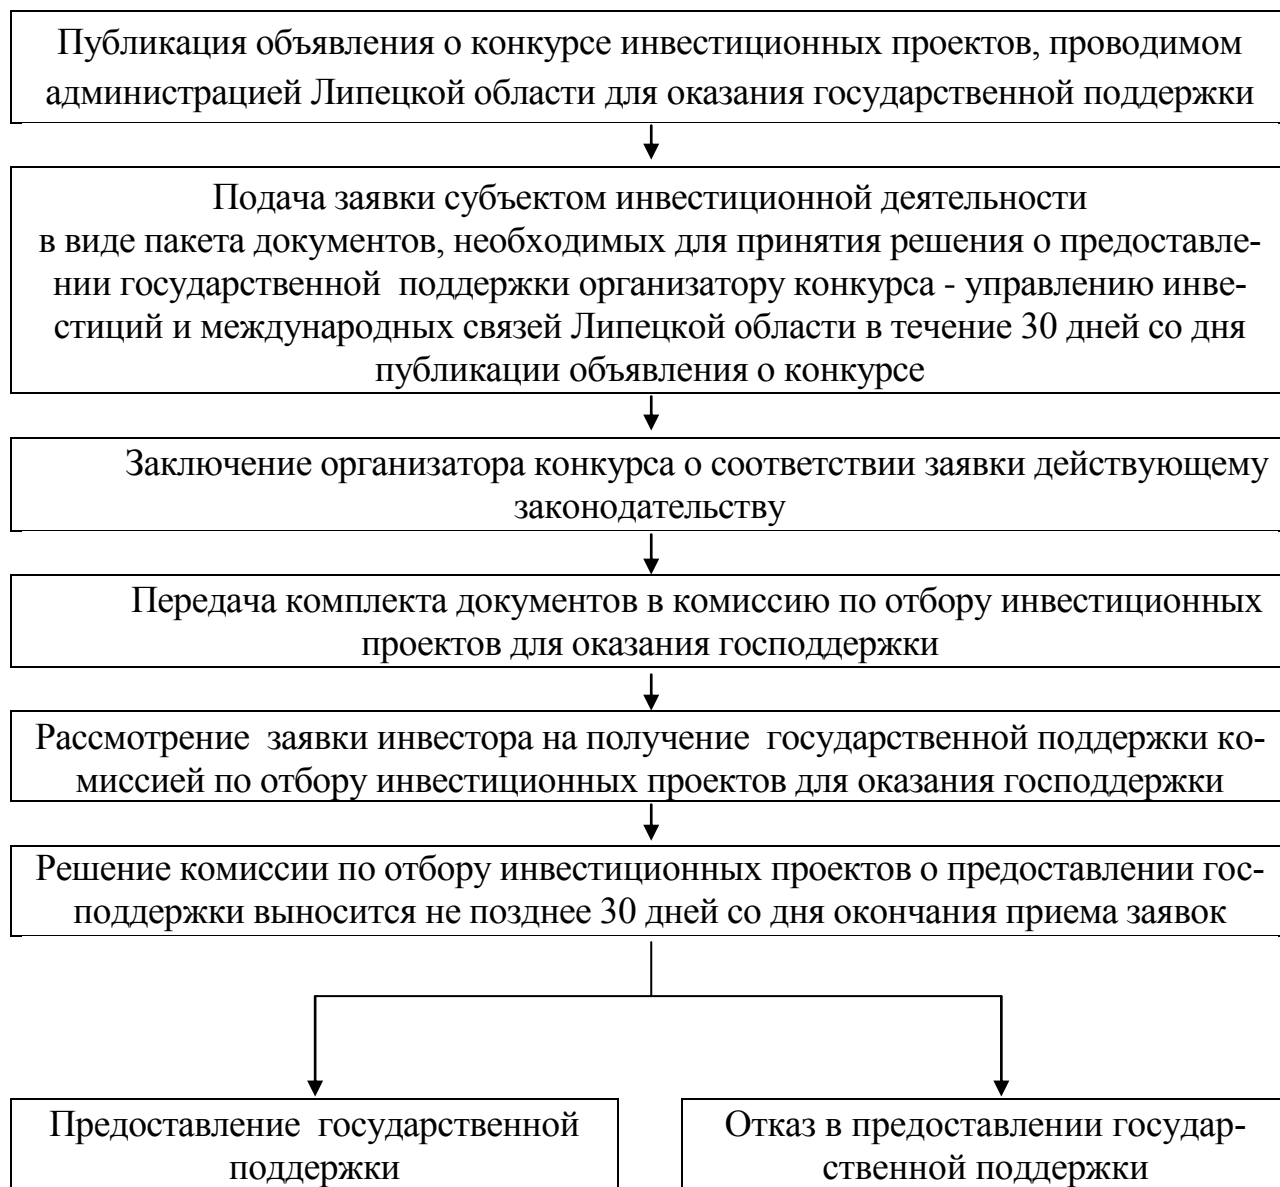 Публикация объявления о конкурсе инвестиционных проектов, проводимом
администрацией Липецкой области для оказания государственной поддержки
Подача заявки субъектом инвестиционной деятельности
в виде пакета документов, необходимых для принятия решения о предоставле-
нии государственной поддержки организатору конкурса - управлению инве-
стиций и международных связей Липецкой области в течение 30 дней со дня
публикации объявления о конкурсе
Заключение организатора конкурса о соответствии заявки действующему
законодательству
Передача комплекта документов в комиссию по отбору инвестиционных
проектов для оказания господдержки
Рассмотрение заявки инвестора на получение государственной поддержки ко-
миссией по отбору инвестиционных проектов для оказания господдержки
Решение комиссии по отбору инвестиционных проектов о предоставлении гос-
поддержки выносится не позднее 30 дней со дня окончания приема заявок
Предоставление государственной
поддержки
Отказ в предоставлении государ-
ственной поддержки